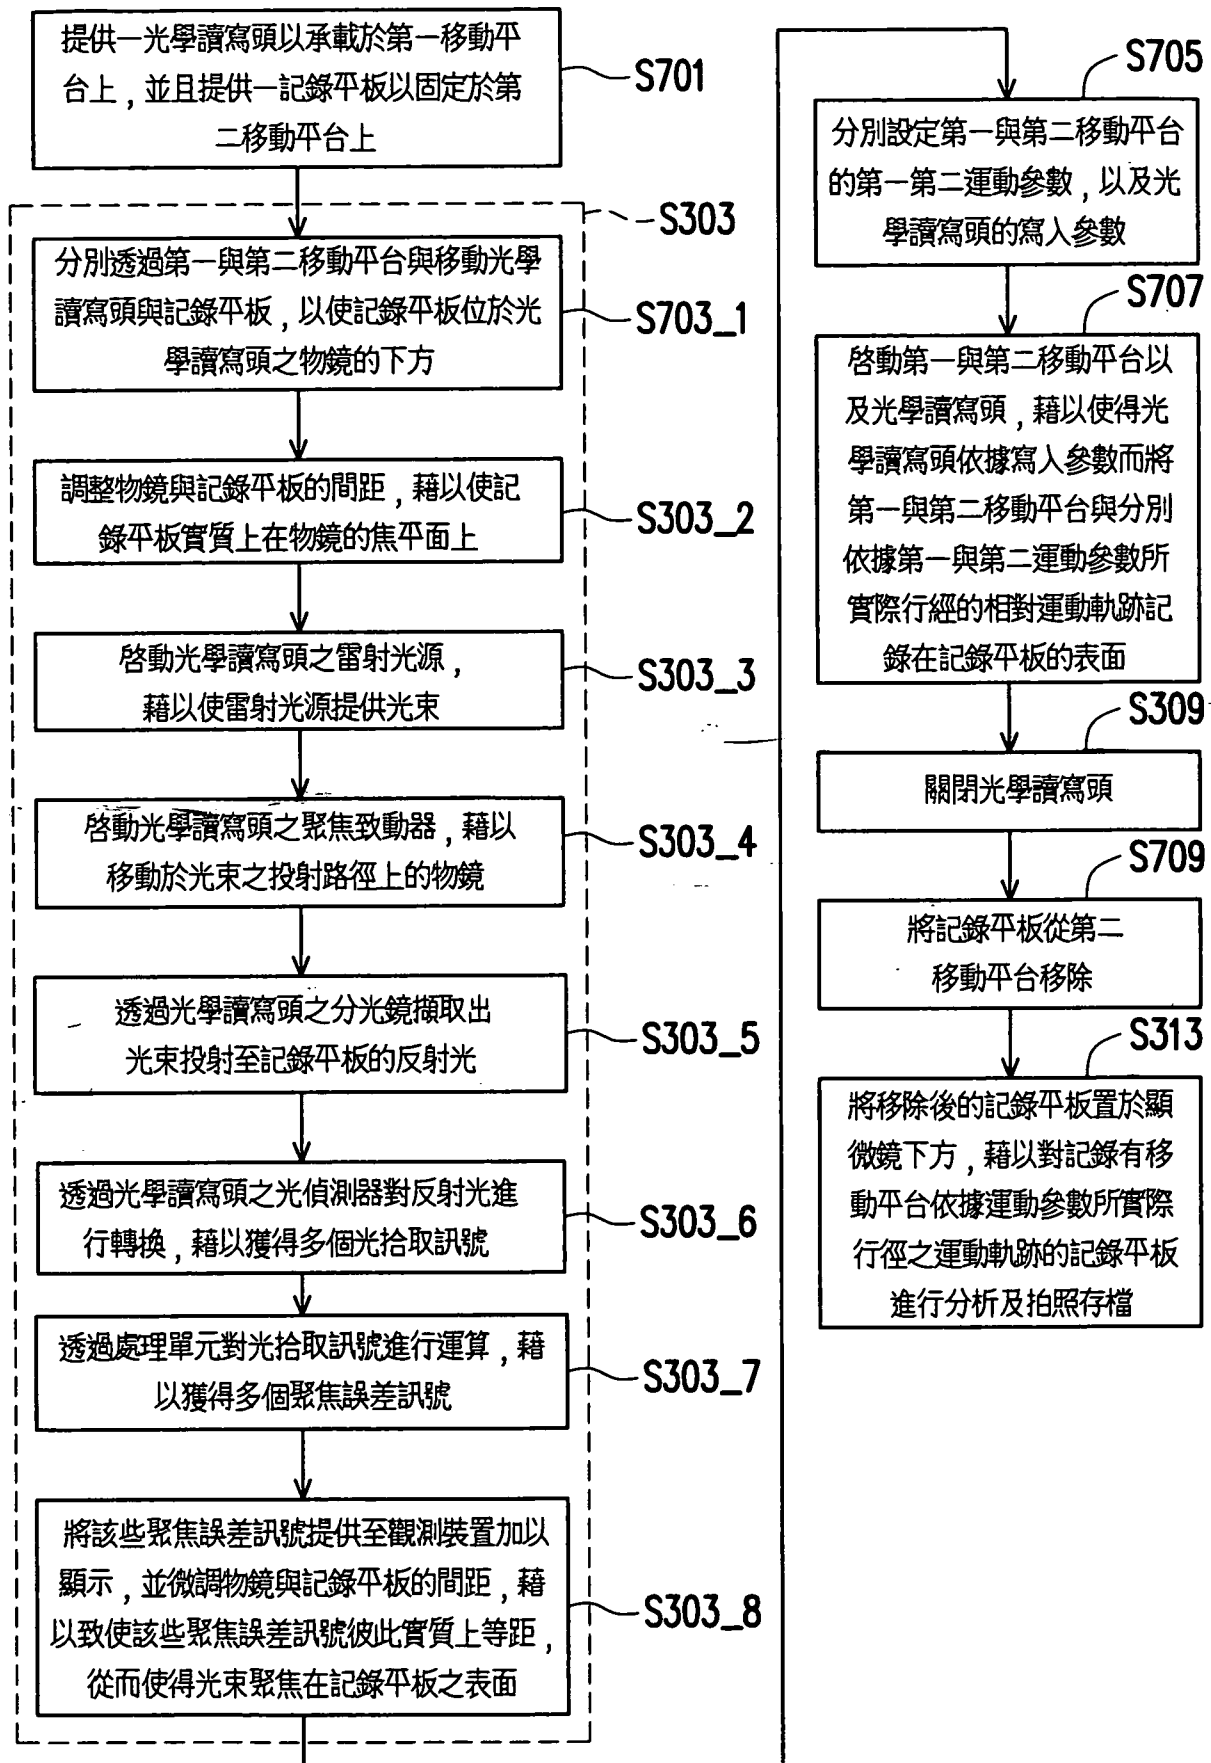 提供一光學讀寫頭以承載於第一移動平
台上，並且提供一記錄平板以固定於第
二移動平台上
S701
S303
分別透過第一與第二移動平台與移動光學
讀寫頭與記錄平板，以使記錄平板位於光
學讀寫頭之物鏡的下方
S703_1
調整物鏡與記錄平板的間距，藉以使記
錄平板實質上在物鏡的焦平面上
S303_2
啓動光學讀寫頭之雷射光源，
藉以使雷射光源提供光束
S303_3
啓動光學讀寫頭之聚焦致動器，藉以
移動於光束之投射路徑上的物鏡
S303_4
透過光學讀寫頭之分光鏡擷取出
光束投射至記錄平板的反射光
S303_5
透過光學讀寫頭之光偵測器對反射光進
行轉換，藉以獲得多個光拾取訊號
S303_6
透過處理單元對光拾取訊號進行運算，藉
以獲得多個聚焦誤差訊號
S303_7
將該些聚焦誤差訊號提供至觀測裝置加以
顯示，並微調物鏡與記錄平板的間距，藉
以致使該些聚焦誤差訊號彼此實質上等距，
從而使得光束聚焦在記錄平板之表面
S303_8
S705
分別設定第一與第二移動平台
的第一第二運動參數，以及光
學讀寫頭的寫入參數
S707
啓動第一與第二移動平台以
及光學讀寫頭，藉以使得光
學讀寫頭依據寫入參數而將
第一與第二移動平台與分別
依據第一與第二運動參數所
實際行經的相對運動軌跡記
錄在記錄平板的表面
S309
關閉光學讀寫頭
S709
將記錄平板從第二
移動平台移除
S313
將移除後的記錄平板置於顯
微鏡下方，藉以對記錄有移
動平台依據運動參數所實際
行徑之運動軌跡的記錄平板
進行分析及拍照存檔